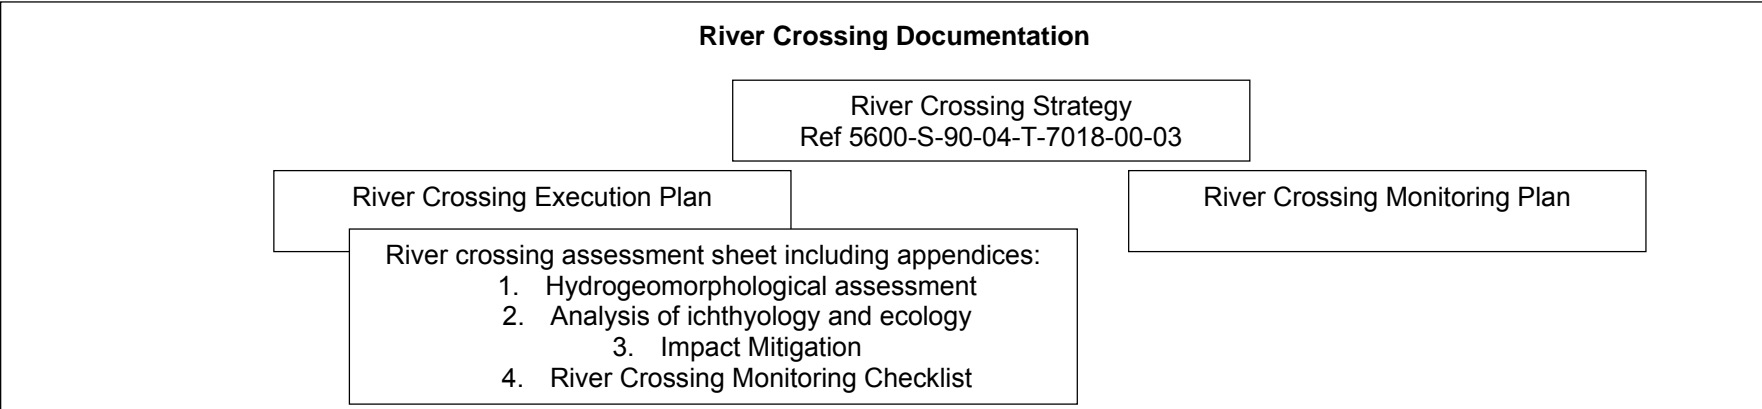 River Crossing Documentation
River Crossing Strategy
Ref 5600-S-90-04-T-7018-00-03
River Crossing Execution Plan
River Crossing Monitoring Plan
River crossing assessment sheet including appendices:
1. Hydrogeomorphological assessment
2. Analysis of ichthyology and ecology
3. Impact Mitigation
4. River Crossing Monitoring Checklist